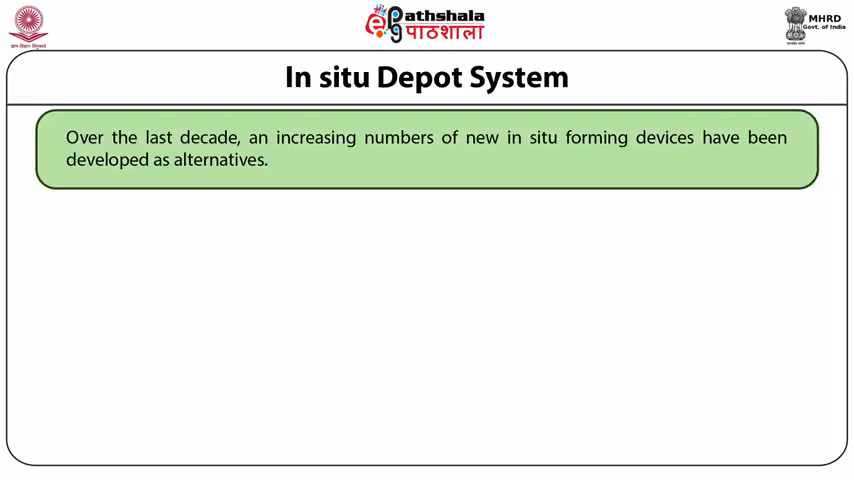 e Pathshala
पाठशाला
MHRD
Govt. of India
In situ Depot System
Over the last decade, an increasing numbers of new in situ forming devices have been
developed as alternatives.